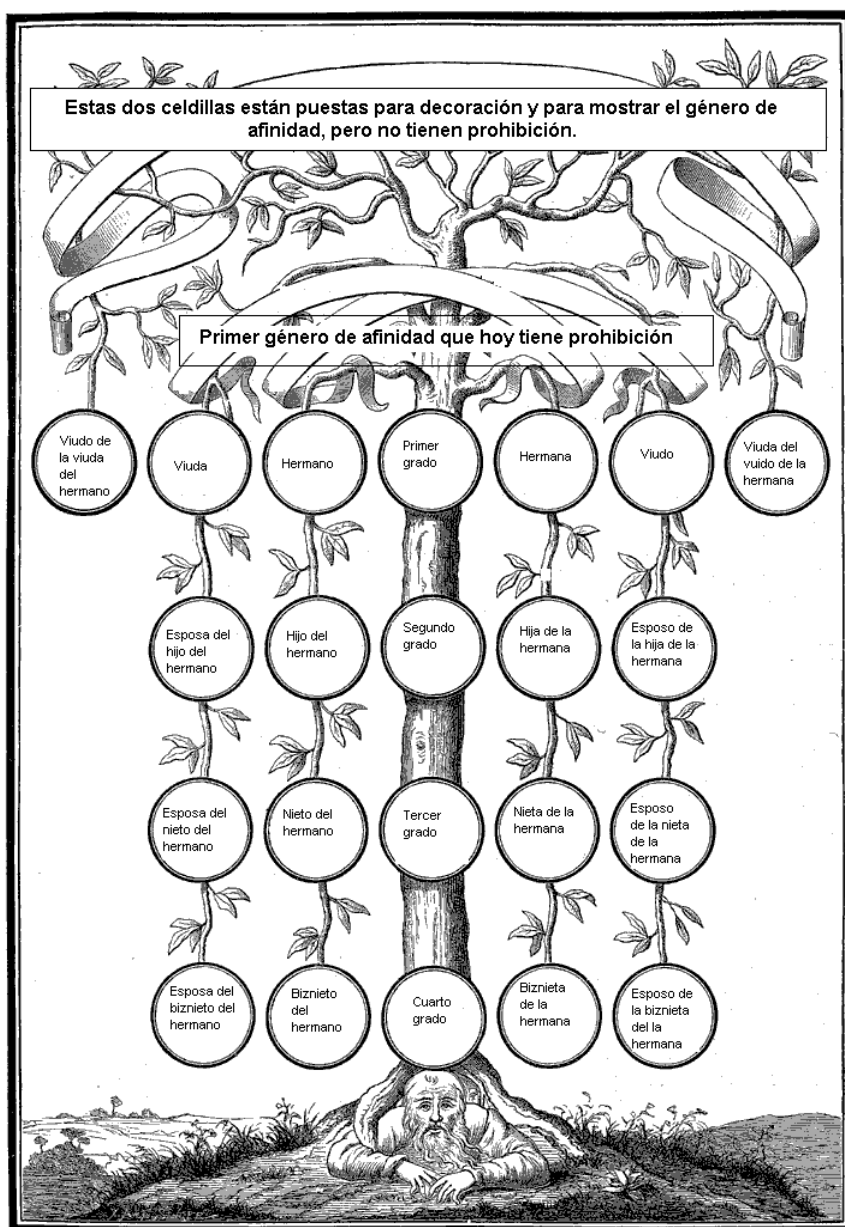 Estas dos celdillas están puestas para decoración y para mostrar el género de
afinidad, pero no tienen prohibición.
Primer género de afinidad que hoy tiene prohibición
Viudo de
la viuda
del
hermano
Viuda
Hermano
Primer
grado
Hermana
Viudo
Viuda del
vuido de la
hermana
Esposa del
hijo del
hermano
Hijo del
hermano
Segundo
grado
Hija de la
hermana
Esposo de
la hija de la
hermana
Esposa del
nieto del
hermano
Nieto del
hermano
Tercer
grado
Nieta de la
hermana
Esposo
de la nieta
de la
hermana
Esposa del
biznieto del
hermano
Biznieto
del
hermano
Cuarto
grado
Biznieta
de la
hermana
Esposo de
la biznieta
del la
hermana